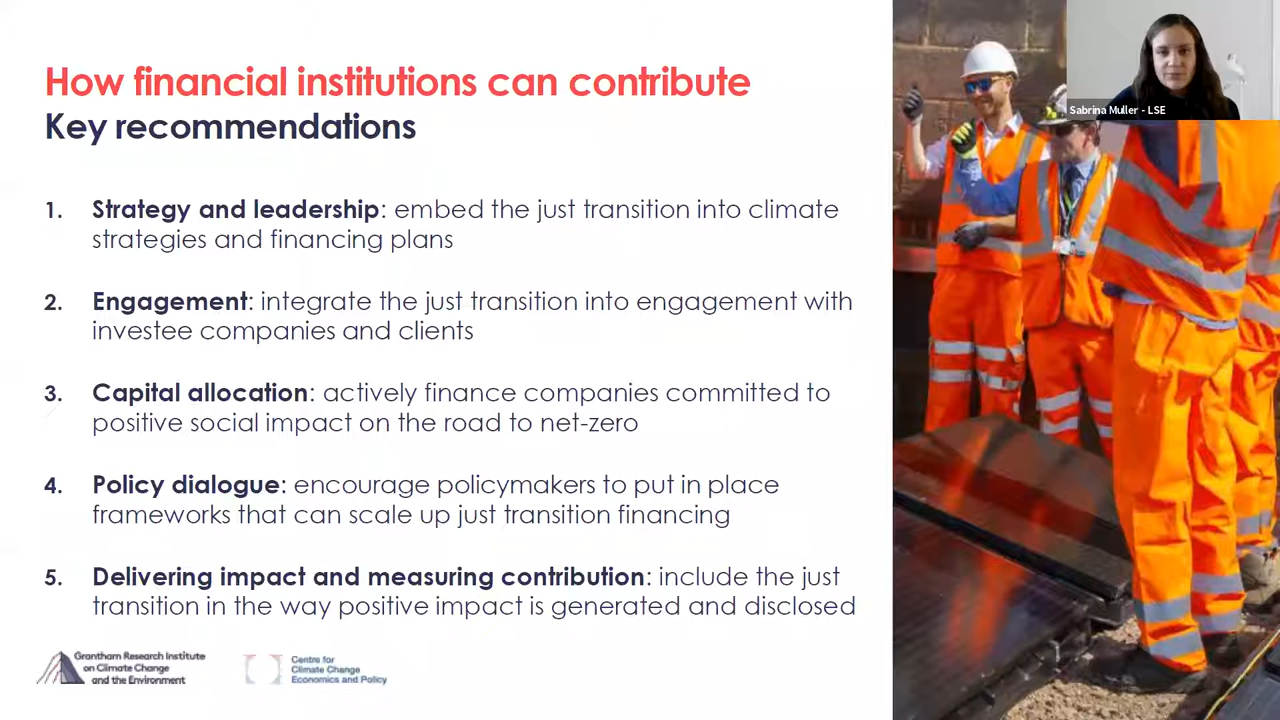 How financial institutions can contribute
Key recommendations
1. Strategy and leadership: embed the just transition into climate
strategies and financing plans
2. Engagement: integrate the just transition into engagement with
investee companies and clients
3. Capital allocation: actively finance companies committed to
positive social impact on the road to net-zero
4. Policy dialogue: encourage policymakers to put in place
frameworks that can scale up just transition financing
5. Delivering impact and measuring contribution: include the just
transition in the way positive impact is generated and disclosed
Grantham Research Institute
on Climate Change
and the Environment
Centre for
Climate Change
Economics and Policy
Sabrina Muller - LSE